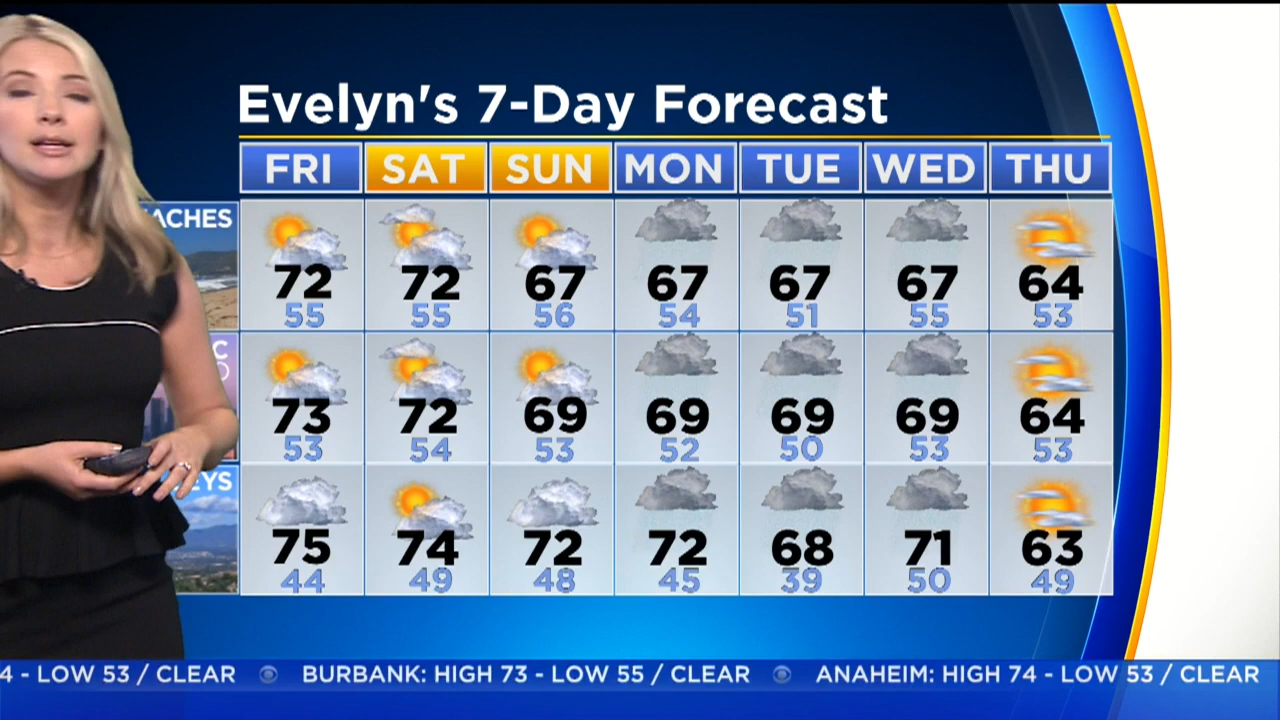 Evelyn's 7-Day Forecast
FRI SAT SUN MON TUE WED THU
ACHES
72 72 67 67 67 67 64
55 55 56 54 51 55 53
C
O
73 72 69 69 69 69 64
53 54 53 52 50 53 53
EYS
75 74 72 72 68 71 63
44 49 48 45 39 50 49
4 - LOW 53 / CLEAR BURBANK: HIGH 73 - LOW 55 / CLEAR ANAHEIM: HIGH 74 - LOW 53 / CLEAR